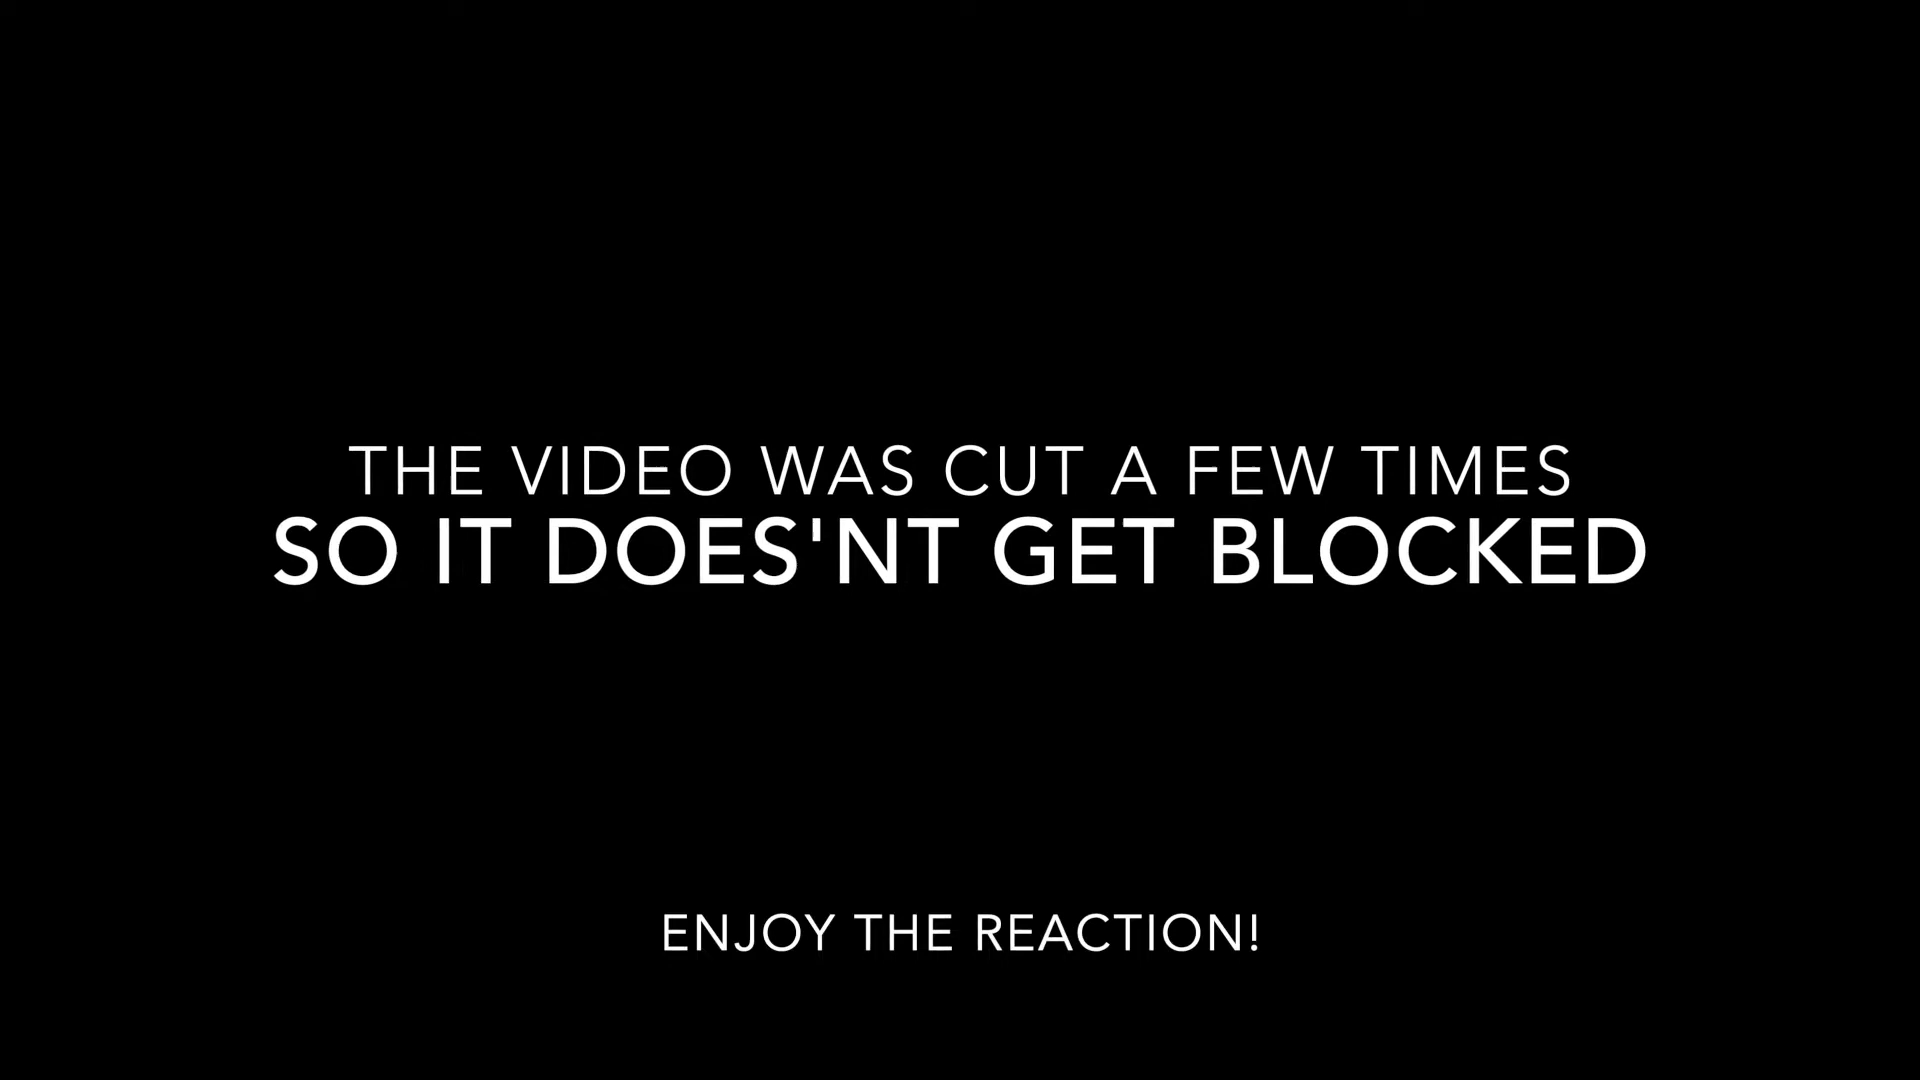 THE VIDEO WAS CUT A FEW TIMES
SO IT DOES'NT GET BLOCKED
ENJOY THE REACTION!